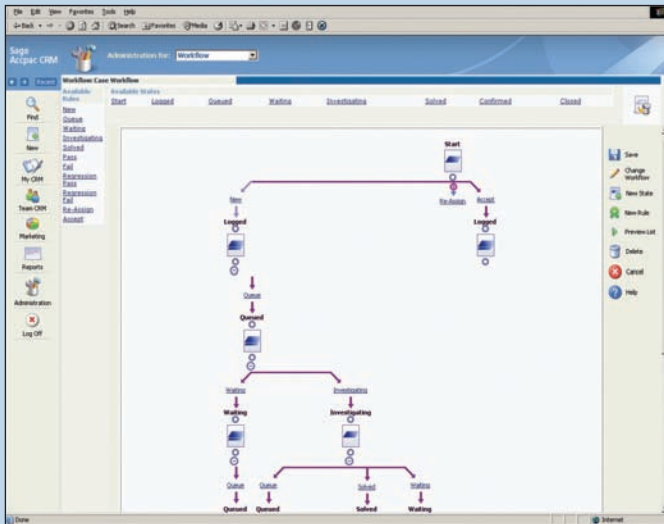 File Edit View Favorites Tools Help
Back Search Favorites Media
Sage
Accpac CRM
Administration for: Workflow
Workflow: Case Workflow
Available
Rules
New
Queue
Waiting
Investigating
Solved
Pass
Fail
Regression
Pass
Regression
Fail
Re-Assign
Accept
Available States
Start Logged Queued Waiting Investigating Solved Confirmed Closed
Find
New
My CRM
Team CRM
Marketing
Reports
Administration
Log Off
Start
New Re-Assign Accept
Logged Logged
Queue
Queued
Waiting Investigating
Waiting Investigating
Queue Queue Solved Waiting
Queued Queued Solved Waiting
Save
Change
Workflow
New State
New Rule
Preview List
Delete
Cancel
Help
Done Internet